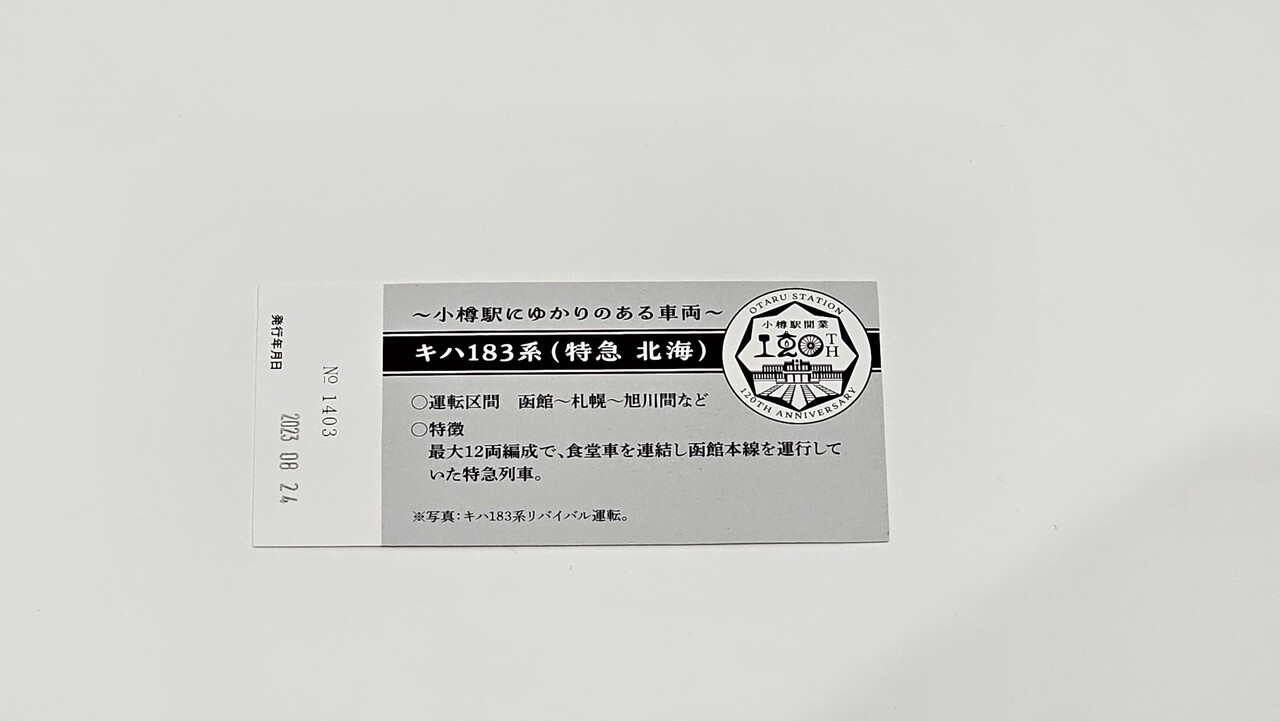 発行年月日
2023 08 24
№ 1403
～小樽駅にゆかりのある車両～
キハ183系(特急 北海)
○運転区間 函館～札幌～旭川間など
○特徴
最大12両編成で、食堂車を連結し函館本線を運行して
いた特急列車。
※写真：キハ183系リバイバル運転。
OTARU STATION
小樽駅開業
120TH
120TH ANNIVERSARY